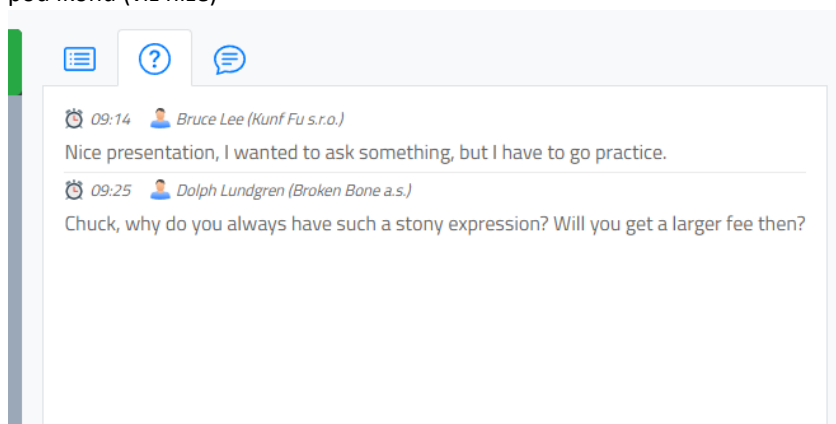 09:14 Bruce Lee (Kunf Fu s.r.o.)
Nice presentation, I wanted to ask something, but I have to go practice.
09:25 Dolph Lundgren (Broken Bone a.s.)
Chuck, why do you always have such a stony expression? Will you get a larger fee then?